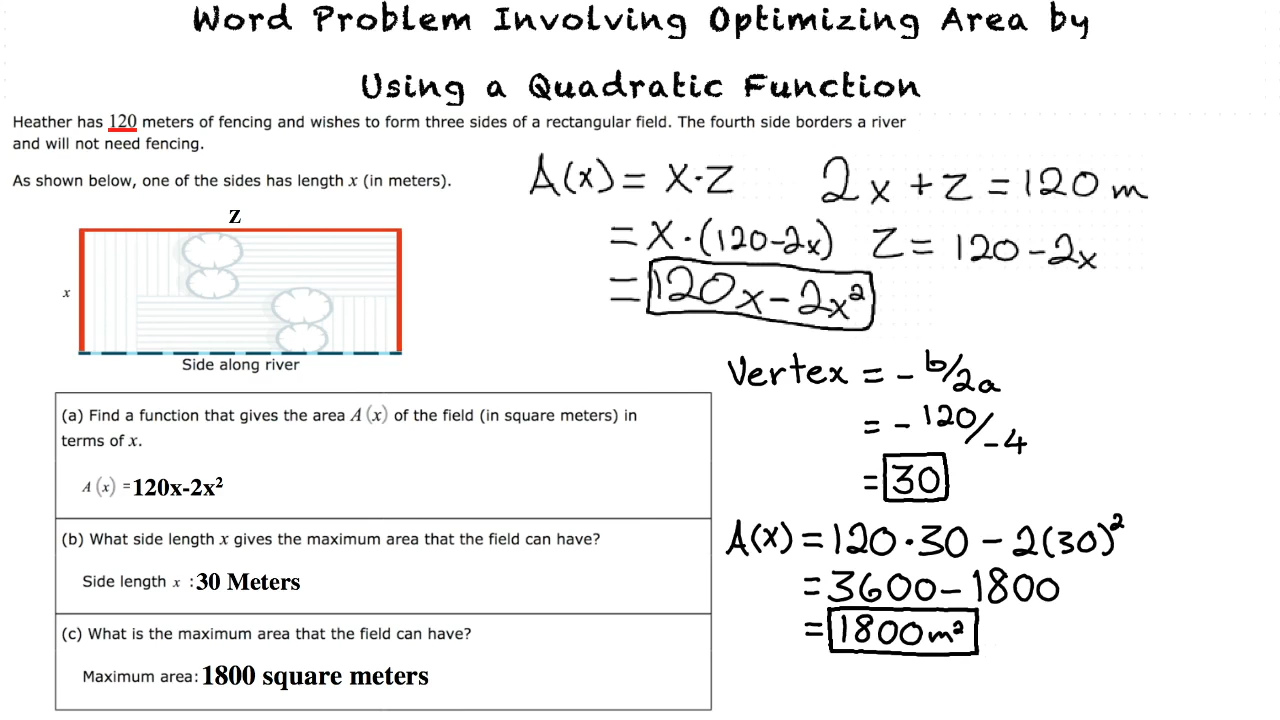 Word Problem Involving Optimizing Area by
Using a Quadratic Function
Heather has 120 meters of fencing and wishes to form three sides of a rectangular field. The fourth side borders a river
and will not need fencing.
As shown below, one of the sides has length x (in meters).
Z
x
Side along river
A(x) = x·z
= x·(120-2x)
= 120x-2x²
2x+z=120m
z=120-2x
(a) Find a function that gives the area A (x) of the field (in square meters) in
terms of x.
A (x) =120x-2x²
(b) What side length x gives the maximum area that the field can have?
Side length x :30 Meters
(c) What is the maximum area that the field can have?
Maximum area: 1800 square meters
Vertex = -b/2a
= -120/-4
= 30
A(x) = 120·30 - 2(30)²
= 3600-1800
= 1800m²